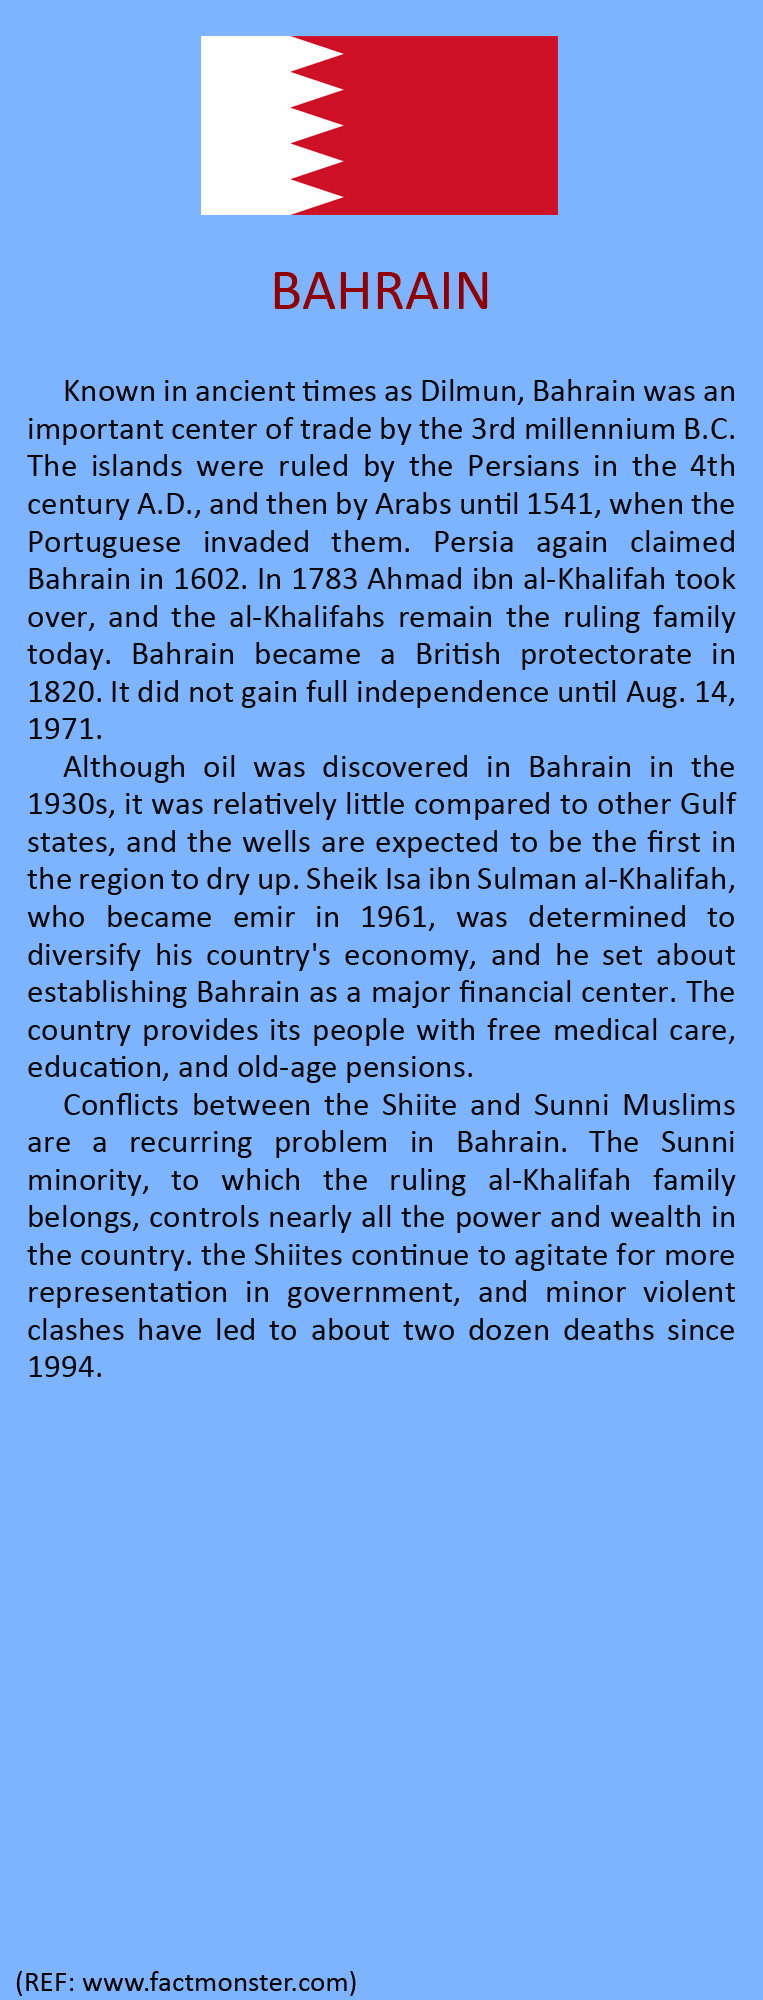 BAHRAIN
Known in ancient times as Dilmun, Bahrain was an
important center of trade by the 3rd millennium B.C.
The islands were ruled by the Persians in the 4th
century A.D., and then by Arabs until 1541, when the
Portuguese invaded them. Persia again claimed
Bahrain in 1602. In 1783 Ahmad ibn al-Khalifah took
over, and the al-Khalifahs remain the ruling family
today. Bahrain became a British protectorate in
1820. It did not gain full independence until Aug. 14,
1971.
Although oil was discovered in Bahrain in the
1930s, it was relatively little compared to other Gulf
states, and the wells are expected to be the first in
the region to dry up. Sheik Isa ibn Sulman al-Khalifah,
who became emir in 1961, was determined to
diversify his country's economy, and he set about
establishing Bahrain as a major financial center. The
country provides its people with free medical care,
education, and old-age pensions.
Conflicts between the Shiite and Sunni Muslims
are a recurring problem in Bahrain. The Sunni
minority, to which the ruling al-Khalifah family
belongs, controls nearly all the power and wealth in
the country. the Shiites continue to agitate for more
representation in government, and minor violent
clashes have led to about two dozen deaths since
1994.
(REF: www.factmonster.com)